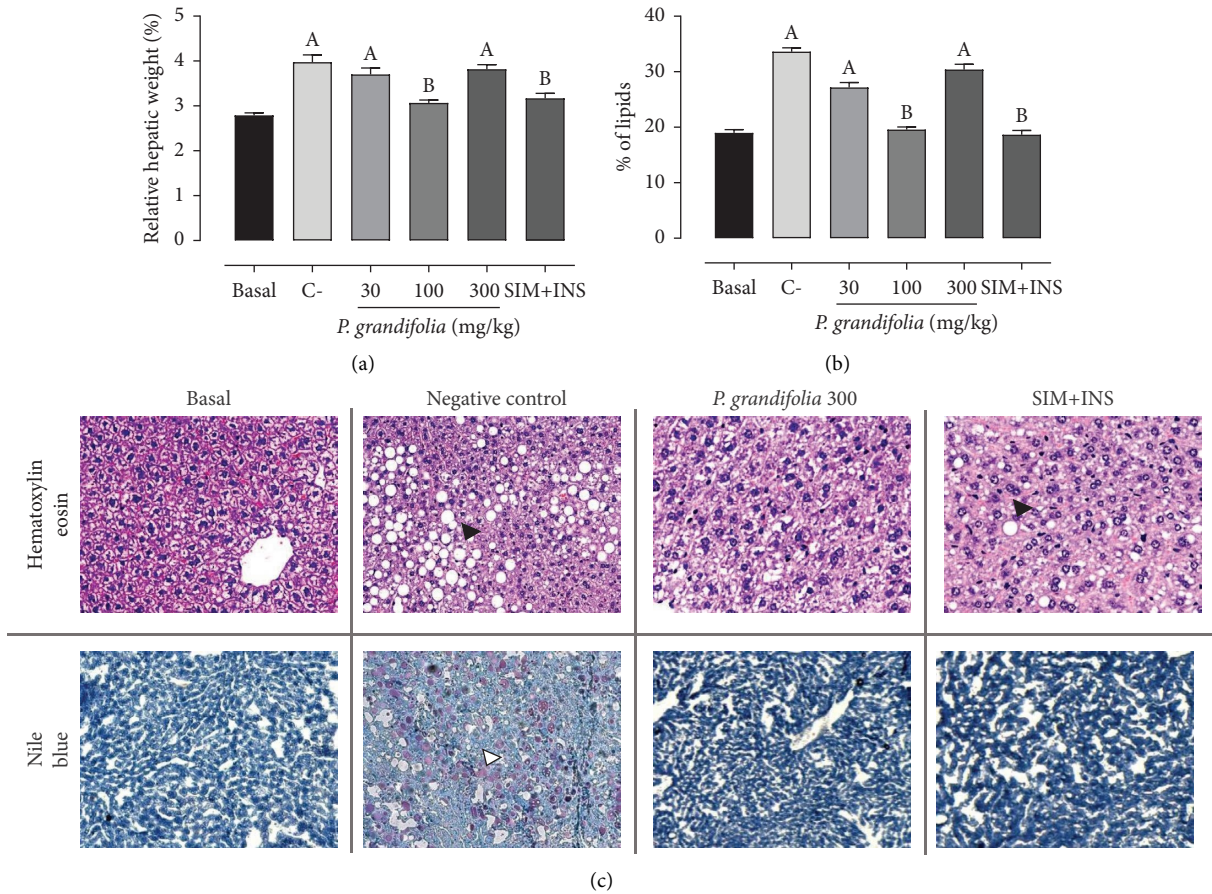 Relative hepatic weight (%)
5
4
3
2
1
0
A
A
B
A
B
Basal
C-
30
100
300
SIM+INS
P. grandifolia (mg/kg)
(a)
% of lipids
40
30
20
10
0
A
A
B
A
B
Basal
C-
30
100
300
SIM+INS
P. grandifolia (mg/kg)
(b)
Basal
Negative control
P. grandifolia 300
SIM+INS
Hematoxylin
eosin
Nile
blue
(c)